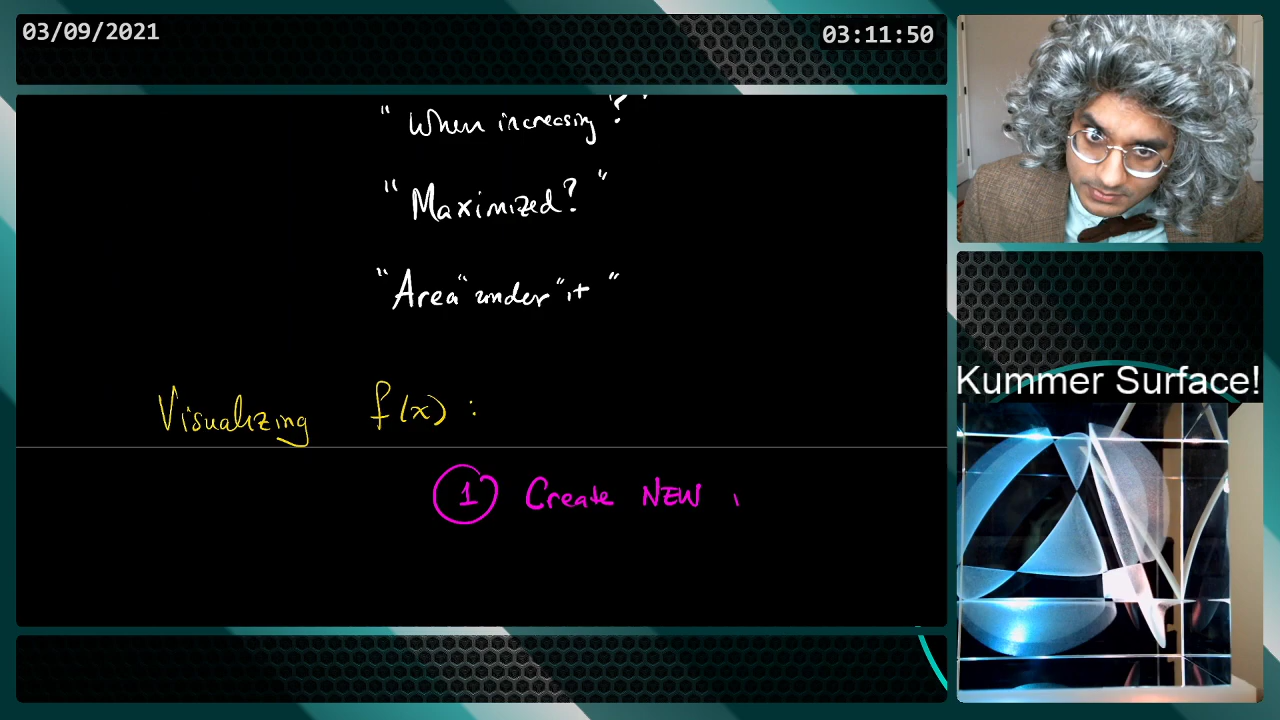 03/09/2021
03:11:50
"When increasing?"
"Maximized?"
"Area" under "it"
Visualizing f(x):
Kummer Surface!
1 Create NEW